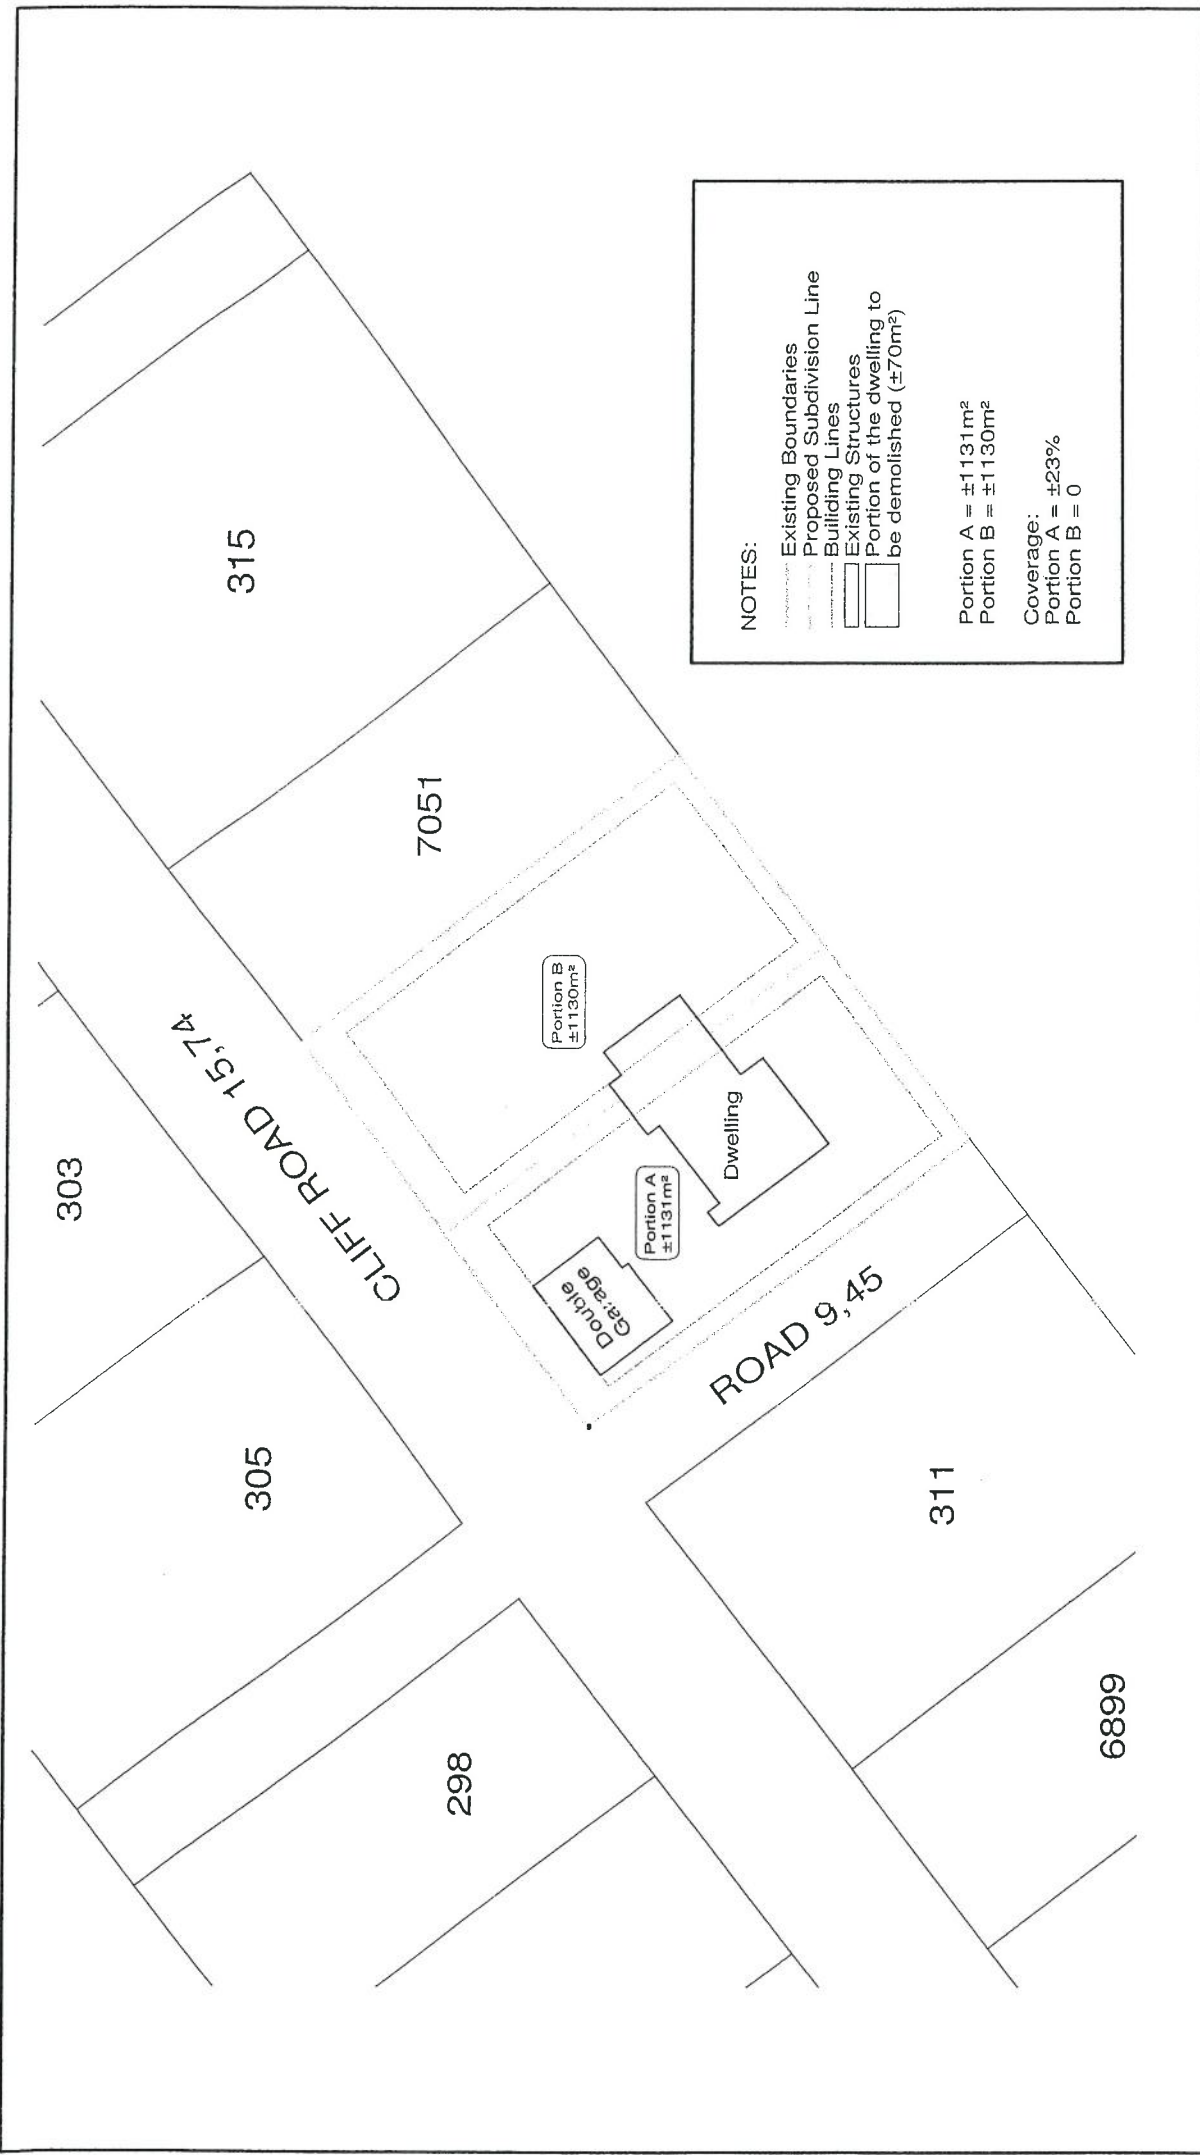 315
7051
303
CLIFF ROAD 15,74
305
298
Portion B
±1130m²
Portion A
±1131m²
Dwelling
Double
Garage
ROAD 9,45
311
6899
NOTES:
Existing Boundaries
Proposed Subdivision Line
Builiding Lines
Existing Structures
Portion of the dwelling to
be demolished (±70m²)
Portion A = ±1131m²
Portion B = ±1130m²
Coverage:
Portion A = ±23%
Portion B = 0